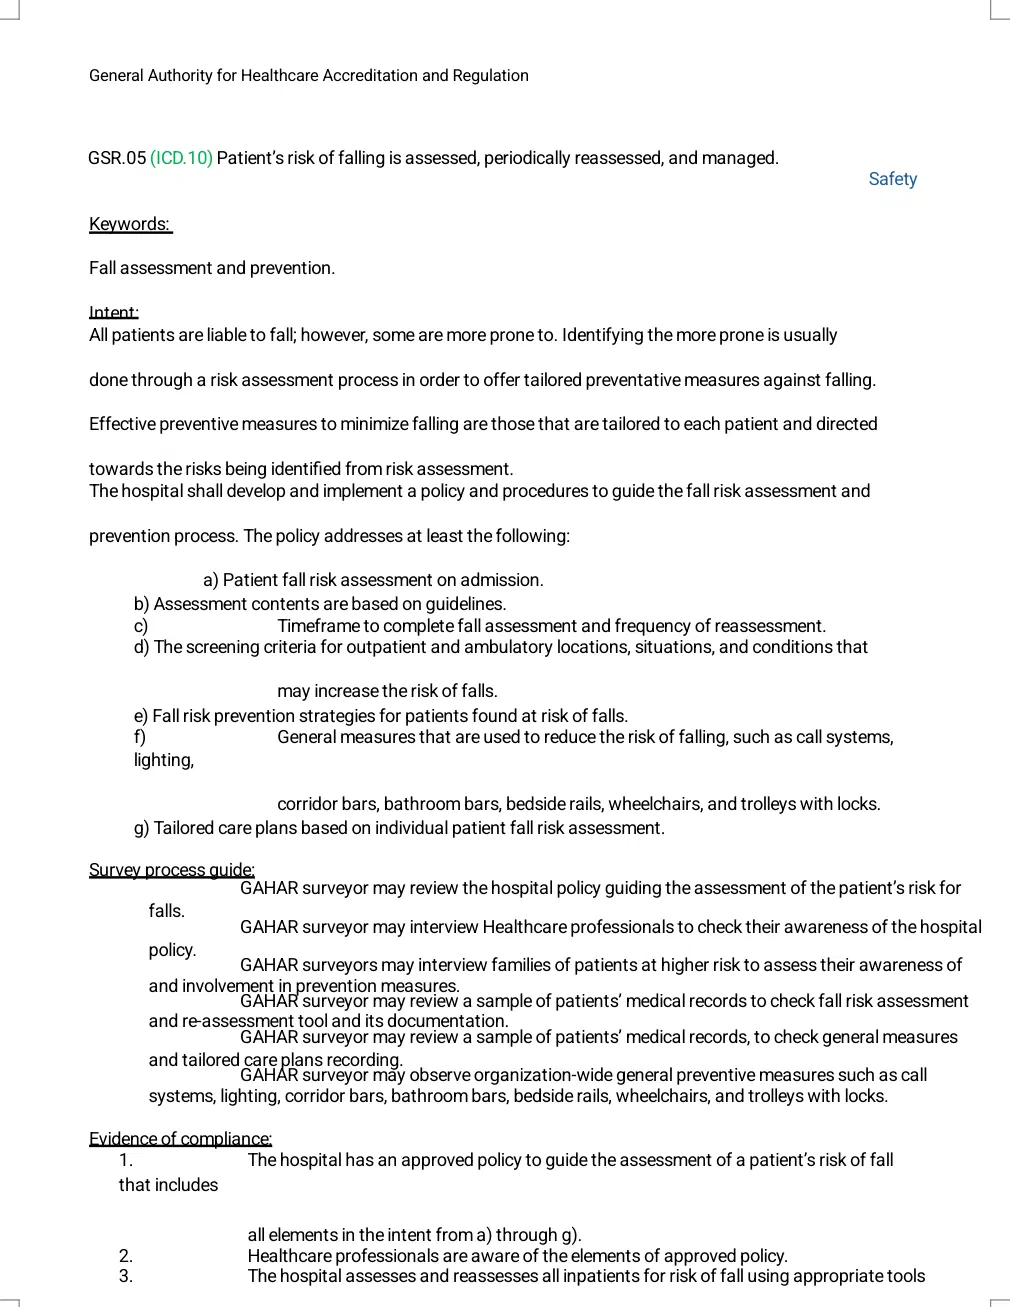 General Authority for Healthcare Accreditation and Regulation
GSR.05 (ICD.10) Patient’s risk of falling is assessed, periodically reassessed, and managed.
Safety
Keywords:
Fall assessment and prevention.
Intent:
All patients are liable to fall; however, some are more prone to. Identifying the more prone is usually
done through a risk assessment process in order to offer tailored preventative measures against falling.
Effective preventive measures to minimize falling are those that are tailored to each patient and directed
towards the risks being identified from risk assessment.
The hospital shall develop and implement a policy and procedures to guide the fall risk assessment and
prevention process. The policy addresses at least the following:
a) Patient fall risk assessment on admission.
b) Assessment contents are based on guidelines.
c) Timeframe to complete fall assessment and frequency of reassessment.
d) The screening criteria for outpatient and ambulatory locations, situations, and conditions that
may increase the risk of falls.
e) Fall risk prevention strategies for patients found at risk of falls.
f) General measures that are used to reduce the risk of falling, such as call systems,
lighting,
corridor bars, bathroom bars, bedside rails, wheelchairs, and trolleys with locks.
g) Tailored care plans based on individual patient fall risk assessment.
Survey process guide:
GAHAR surveyor may review the hospital policy guiding the assessment of the patient’s risk for
falls.
GAHAR surveyor may interview Healthcare professionals to check their awareness of the hospital
policy.
GAHAR surveyors may interview families of patients at higher risk to assess their awareness of
and involvement in prevention measures.
GAHAR surveyor may review a sample of patients’ medical records to check fall risk assessment
and re-assessment tool and its documentation.
GAHAR surveyor may review a sample of patients’ medical records, to check general measures
and tailored care plans recording.
GAHAR surveyor may observe organization-wide general preventive measures such as call
systems, lighting, corridor bars, bathroom bars, bedside rails, wheelchairs, and trolleys with locks.
Evidence of compliance:
1. The hospital has an approved policy to guide the assessment of a patient’s risk of fall
that includes
all elements in the intent from a) through g).
2. Healthcare professionals are aware of the elements of approved policy.
3. The hospital assesses and reassesses all inpatients for risk of fall using appropriate tools